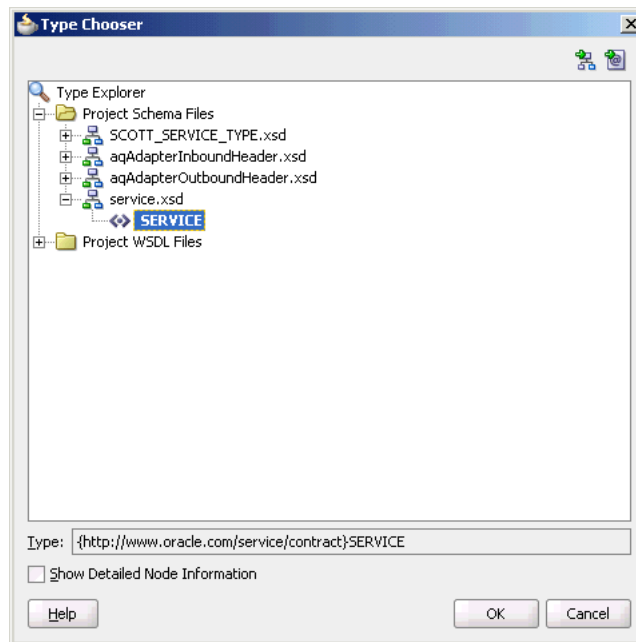 Type Chooser
Type Explorer
Project Schema Files
SCOTT_SERVICE_TYPE.xsd
aqAdapterInboundHeader.xsd
aqAdapterOutboundHeader.xsd
service.xsd
SERVICE
Project WSDL Files
Type: {http://www.oracle.com/service/contract}SERVICE
Show Detailed Node Information
Help OK Cancel